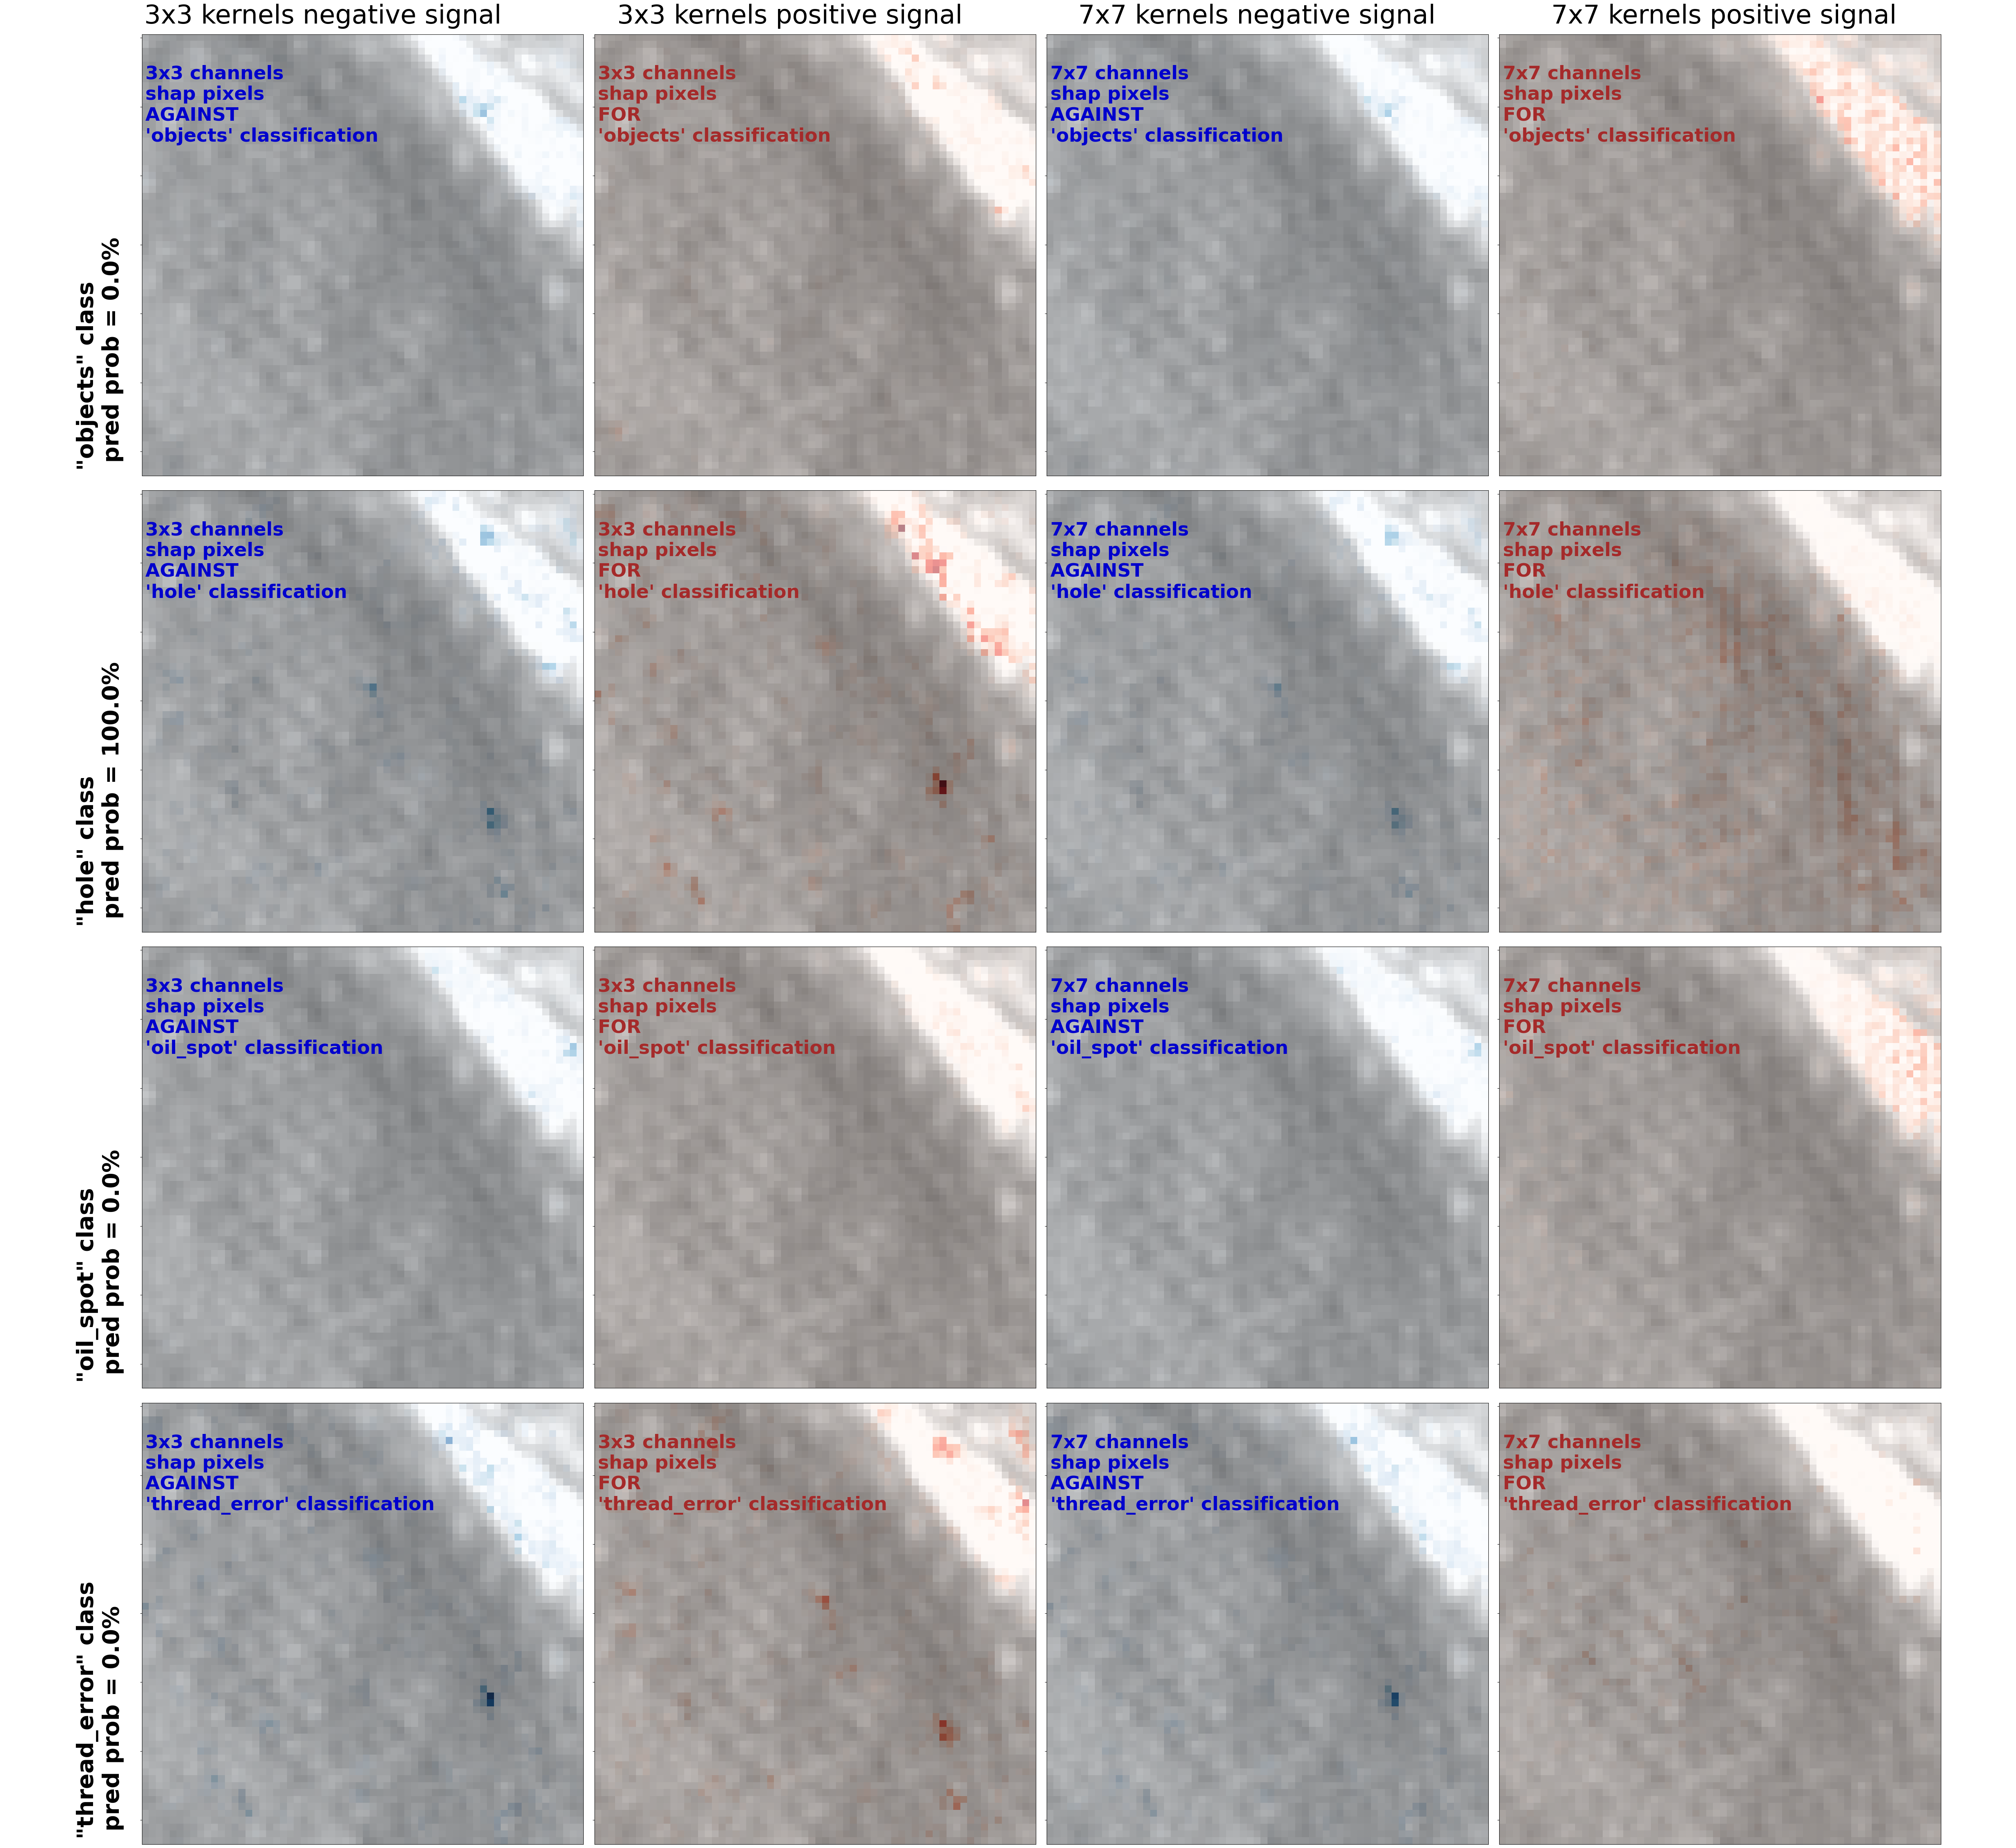 3x3 kernels negative signal
3x3 kernels positive signal
7x7 kernels negative signal
7x7 kernels positive signal
"objects" class
pred prob = 0.0%
3x3 channels
shap pixels
AGAINST
'objects' classification
3x3 channels
shap pixels
FOR
'objects' classification
7x7 channels
shap pixels
AGAINST
'objects' classification
7x7 channels
shap pixels
FOR
'objects' classification
"hole" class
pred prob = 100.0%
3x3 channels
shap pixels
AGAINST
'hole' classification
3x3 channels
shap pixels
FOR
'hole' classification
7x7 channels
shap pixels
AGAINST
'hole' classification
7x7 channels
shap pixels
FOR
'hole' classification
"oil_spot" class
pred prob = 0.0%
3x3 channels
shap pixels
AGAINST
'oil_spot' classification
3x3 channels
shap pixels
FOR
'oil_spot' classification
7x7 channels
shap pixels
AGAINST
'oil_spot' classification
7x7 channels
shap pixels
FOR
'oil_spot' classification
"thread_error" class
pred prob = 0.0%
3x3 channels
shap pixels
AGAINST
'thread_error' classification
3x3 channels
shap pixels
FOR
'thread_error' classification
7x7 channels
shap pixels
AGAINST
'thread_error' classification
7x7 channels
shap pixels
FOR
'thread_error' classification